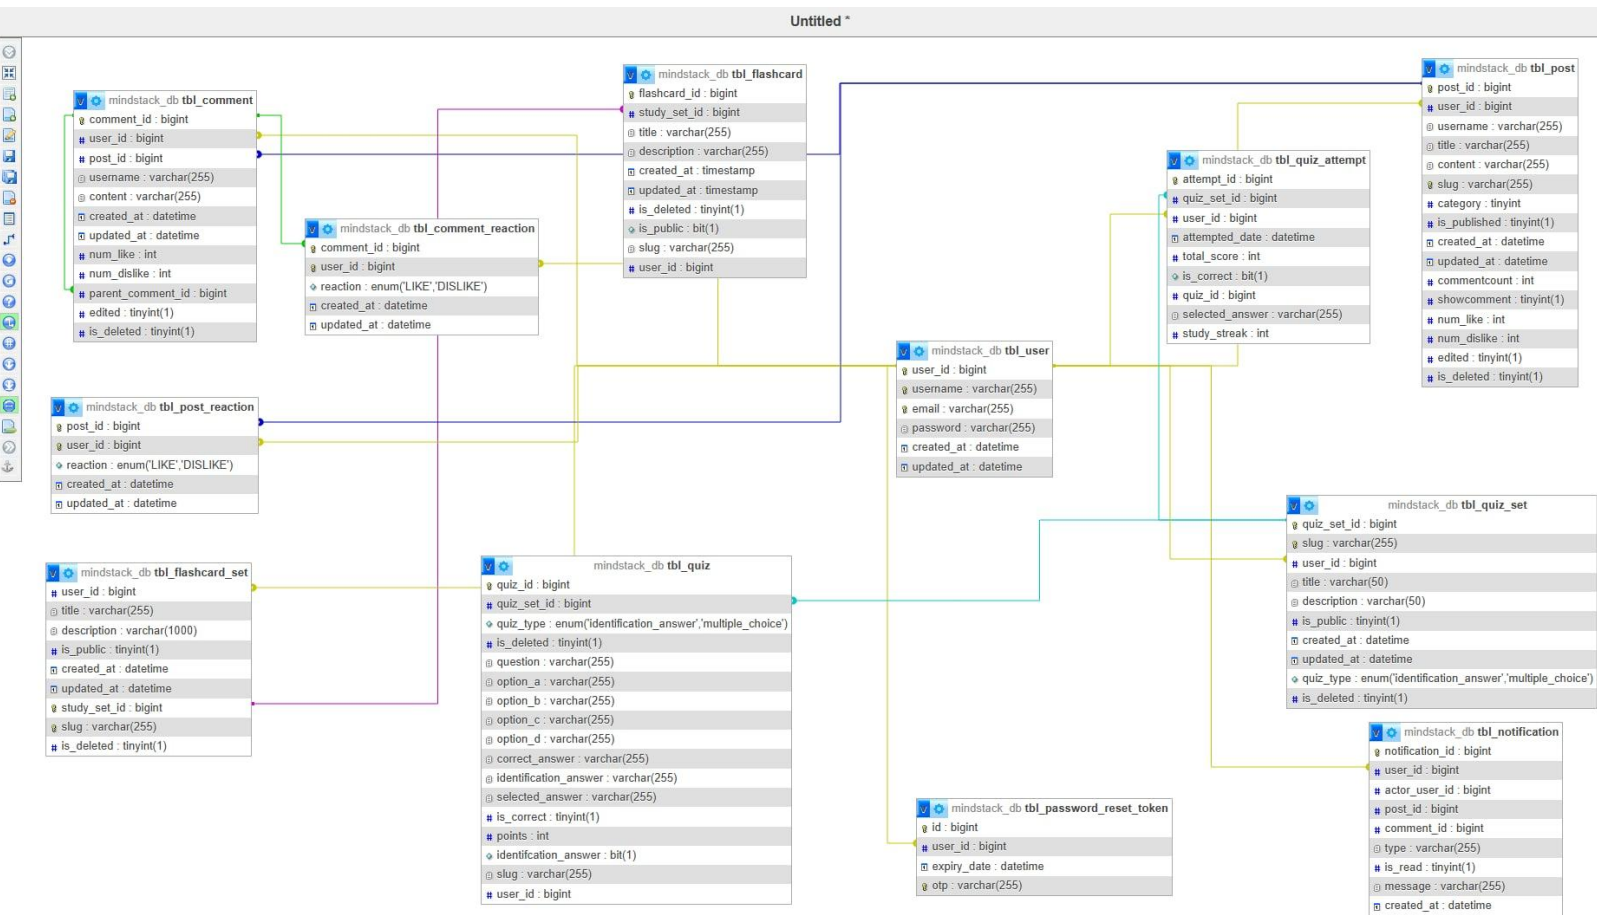 Untitled *
mindstack_db tbl_comment
comment_id : bigint
user_id : bigint
post_id : bigint
username : varchar(255)
content : varchar(255)
created_at : datetime
updated_at : datetime
num_like : int
num_dislike : int
parent_comment_id : bigint
edited : tinyint(1)
is_deleted : tinyint(1)
mindstack_db tbl_comment_reaction
comment_id : bigint
user_id : bigint
reaction : enum('LIKE','DISLIKE')
created_at : datetime
updated_at : datetime
mindstack_db tbl_flashcard
flashcard_id : bigint
study_set_id : bigint
title : varchar(255)
description : varchar(255)
created_at : timestamp
updated_at : timestamp
is_deleted : tinyint(1)
is_public : bit(1)
slug : varchar(255)
user_id : bigint
mindstack_db tbl_quiz_attempt
attempt_id : bigint
quiz_set_id : bigint
user_id : bigint
attempted_date : datetime
total_score : int
is_correct : bit(1)
quiz_id : bigint
selected_answer : varchar(255)
study_streak : int
mindstack_db tbl_post
post_id : bigint
user_id : bigint
username : varchar(255)
title : varchar(255)
content : varchar(255)
slug : varchar(255)
category : tinyint
is_published : tinyint(1)
created_at : datetime
updated_at : datetime
commentcount : int
showcomment : tinyint(1)
num_like : int
num_dislike : int
edited : tinyint(1)
is_deleted : tinyint(1)
mindstack_db tbl_user
user_id : bigint
username : varchar(255)
email : varchar(255)
password : varchar(255)
created_at : datetime
updated_at : datetime
mindstack_db tbl_post_reaction
post_id : bigint
user_id : bigint
reaction : enum('LIKE','DISLIKE')
created_at : datetime
updated_at : datetime
mindstack_db tbl_flashcard_set
user_id : bigint
title : varchar(255)
description : varchar(1000)
is_public : tinyint(1)
created_at : datetime
updated_at : datetime
study_set_id : bigint
slug : varchar(255)
is_deleted : tinyint(1)
mindstack_db tbl_quiz
quiz_id : bigint
quiz_set_id : bigint
quiz_type : enum('identification_answer','multiple_choice')
is_deleted : tinyint(1)
question : varchar(255)
option_a : varchar(255)
option_b : varchar(255)
option_c : varchar(255)
option_d : varchar(255)
correct_answer : varchar(255)
identification_answer : varchar(255)
selected_answer : varchar(255)
is_correct : tinyint(1)
points : int
identifcation_answer : bit(1)
slug : varchar(255)
user_id : bigint
mindstack_db tbl_quiz_set
quiz_set_id : bigint
slug : varchar(255)
user_id : bigint
title : varchar(50)
description : varchar(50)
is_public : tinyint(1)
created_at : datetime
updated_at : datetime
quiz_type : enum('identification_answer','multiple_choice')
is_deleted : tinyint(1)
mindstack_db tbl_password_reset_token
id : bigint
user_id : bigint
expiry_date : datetime
otp : varchar(255)
mindstack_db tbl_notification
notification_id : bigint
user_id : bigint
actor_user_id : bigint
post_id : bigint
comment_id : bigint
type : varchar(255)
is_read : tinyint(1)
message : varchar(255)
created_at : datetime